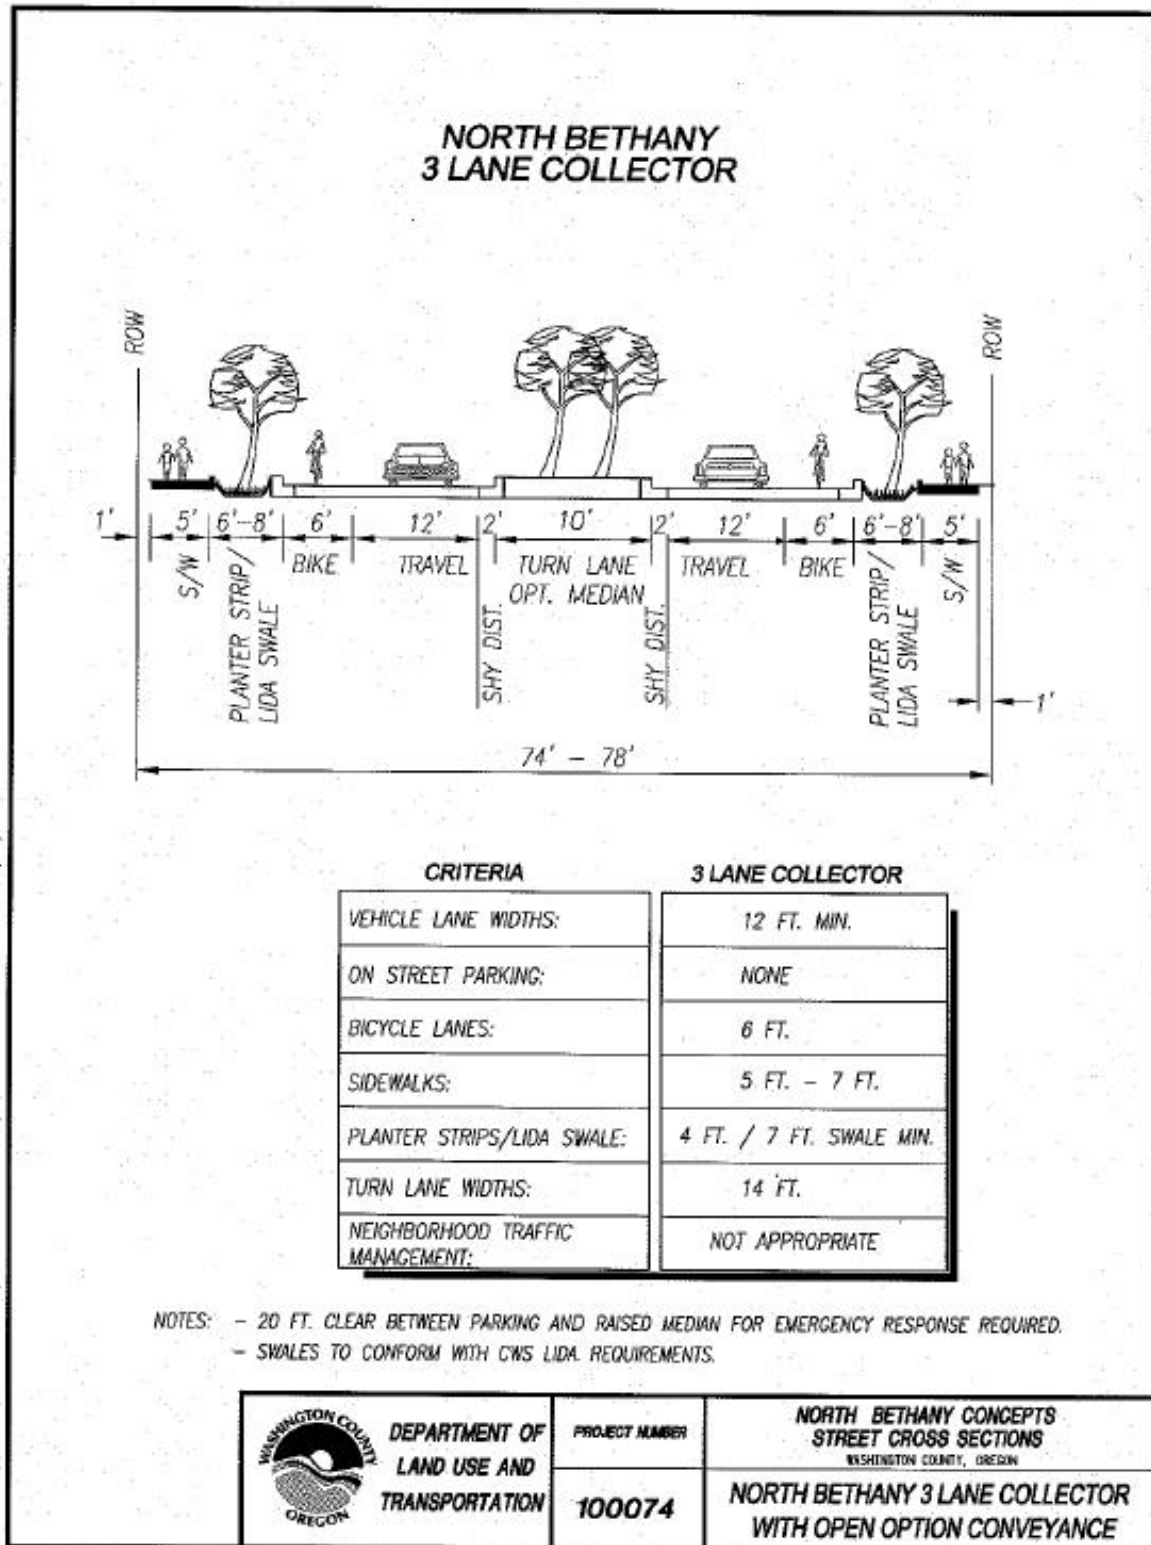 NORTH BETHANY
3 LANE COLLECTOR
ROW
ROW
1'
5'
6'-8'
6'
12'
2'
10'
2'
12'
6'
6'-8'
5'
S/W
PLANTER STRIP/
LIDA SWALE
BIKE
TRAVEL
SHY DIST.
TURN LANE
OPT. MEDIAN
SHY DIST.
TRAVEL
BIKE
PLANTER STRIP/
LIDA SWALE
S/W
1'
74' - 78'
CRITERIA 3 LANE COLLECTOR
VEHICLE LANE WIDTHS: 12 FT. MIN.
ON STREET PARKING: NONE
BICYCLE LANES: 6 FT.
SIDEWALKS: 5 FT. - 7 FT.
PLANTER STRIPS/LIDA SWALE: 4 FT. / 7 FT. SWALE MIN.
TURN LANE WIDTHS: 14 FT.
NEIGHBORHOOD TRAFFIC
MANAGEMENT: NOT APPROPRIATE
NOTES: - 20 FT. CLEAR BETWEEN PARKING AND RAISED MEDIAN FOR EMERGENCY RESPONSE REQUIRED.
- SWALES TO CONFORM WITH CWS LIDA REQUIREMENTS.
WASHINGTON COUNTY
OREGON
DEPARTMENT OF
LAND USE AND
TRANSPORTATION
PROJECT NUMBER
100074
NORTH BETHANY CONCEPTS
STREET CROSS SECTIONS
WASHINGTON COUNTY, OREGON
NORTH BETHANY 3 LANE COLLECTOR
WITH OPEN OPTION CONVEYANCE